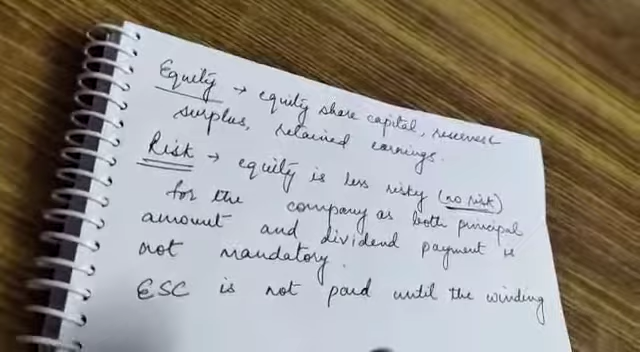 Equity → equity share capital, reserves &
surplus, retained earnings.
Risk → equity is less risky (no risk)
for the company as both principal
amount and dividend payment is
not mandatory.
ESC is not paid until the winding